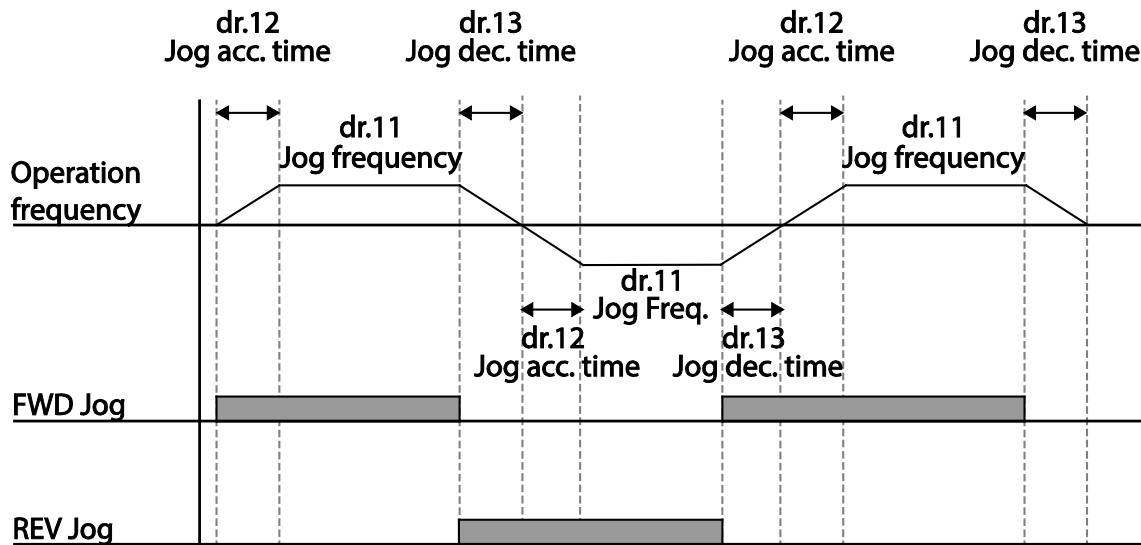 dr.12
Jog acc. time
dr.13
Jog dec. time
dr.12
Jog acc. time
dr.13
Jog dec. time
dr.11
Jog frequency
dr.11
Jog frequency
Operation
frequency
dr.11
Jog Freq.
dr.12
Jog acc. time
dr.13
Jog dec. time
FWD Jog
REV Jog